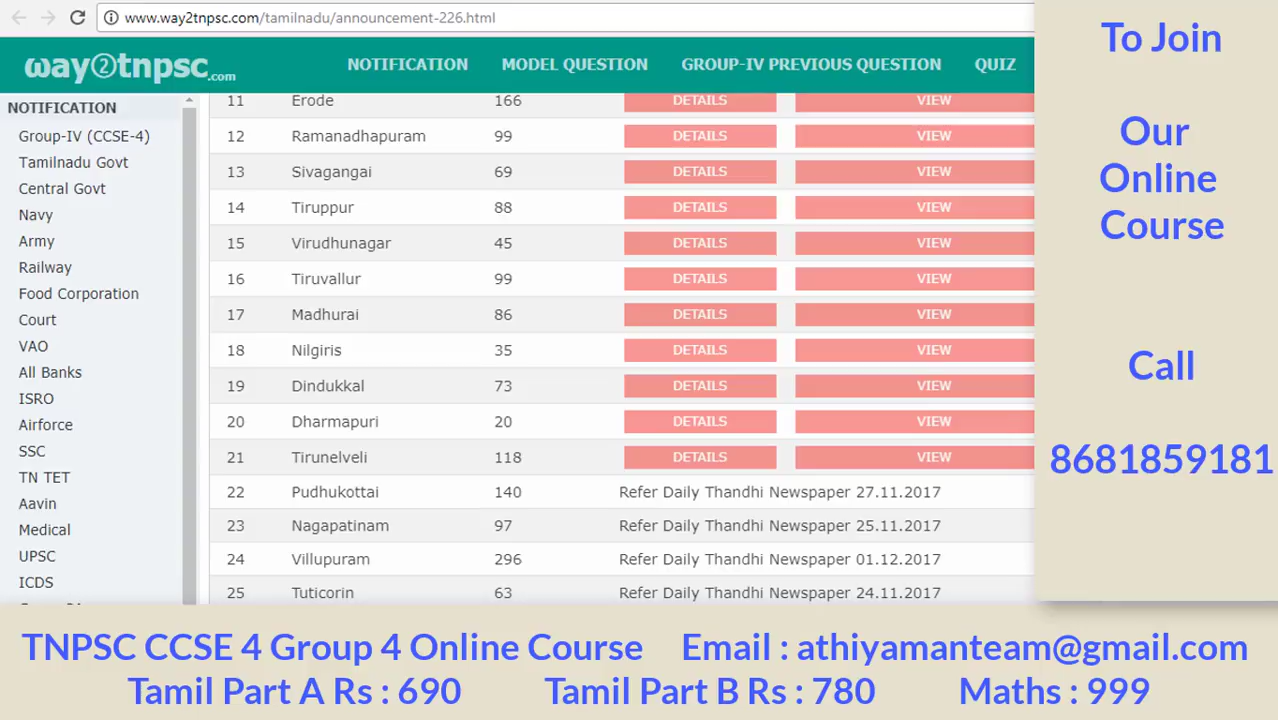 www.way2tnpsc.com/tamilnadu/announcement-226.html
way2tnpsc.com
NOTIFICATION MODEL QUESTION GROUP-IV PREVIOUS QUESTION QUIZ
NOTIFICATION
Group-IV (CCSE-4)
Tamilnadu Govt
Central Govt
Navy
Army
Railway
Food Corporation
Court
VAO
All Banks
ISRO
Airforce
SSC
TN TET
Aavin
Medical
UPSC
ICDS
11 Erode 166 DETAILS VIEW
12 Ramanadhapuram 99 DETAILS VIEW
13 Sivagangai 69 DETAILS VIEW
14 Tiruppur 88 DETAILS VIEW
15 Virudhunagar 45 DETAILS VIEW
16 Tiruvallur 99 DETAILS VIEW
17 Madhurai 86 DETAILS VIEW
18 Nilgiris 35 DETAILS VIEW
19 Dindukkal 73 DETAILS VIEW
20 Dharmapuri 20 DETAILS VIEW
21 Tirunelveli 118 DETAILS VIEW
22 Pudhukottai 140 Refer Daily Thandhi Newspaper 27.11.2017
23 Nagapatinam 97 Refer Daily Thandhi Newspaper 25.11.2017
24 Villupuram 296 Refer Daily Thandhi Newspaper 01.12.2017
25 Tuticorin 63 Refer Daily Thandhi Newspaper 24.11.2017
To Join
Our
Online
Course
Call
8681859181
TNPSC CCSE 4 Group 4 Online Course Email : athiyamanteam@gmail.com
Tamil Part A Rs : 690 Tamil Part B Rs : 780 Maths : 999